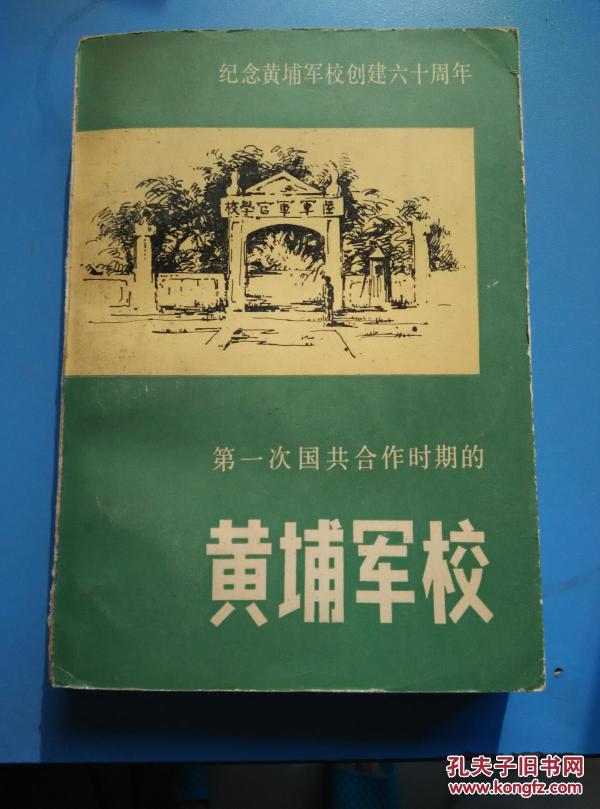 纪念黄埔军校创建六十周年
校學官軍軍陸
第一次国共合作时期的
黄埔军校
孔夫子旧书网
www.kongfz.com